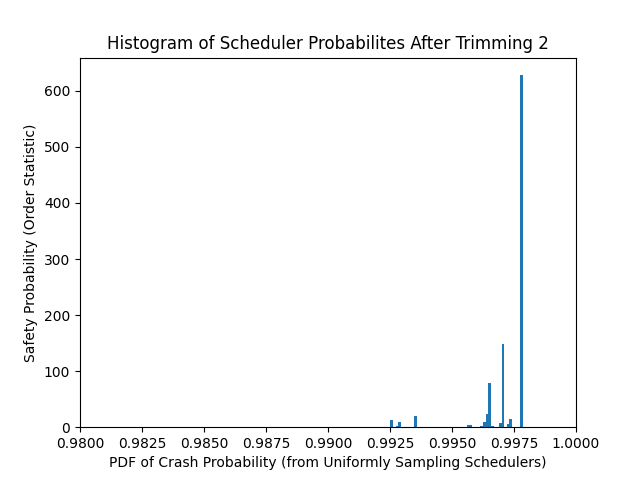 Histogram of Scheduler Probabilites After Trimming 2
Safety Probability (Order Statistic)
600
500
400
300
200
100
0
0.9800 0.9825 0.9850 0.9875 0.9900 0.9925 0.9950 0.9975 1.0000
PDF of Crash Probability (from Uniformly Sampling Schedulers)